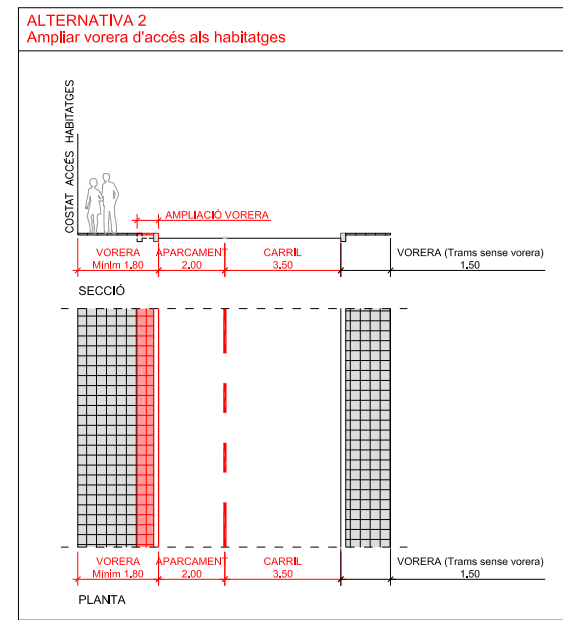 ALTERNATIVA 2
Ampliar vorera d'accés als habitatges
COSTAT ACCÉS HABITATGES
AMPLIACIÓ VORERA
VORERA
Mínim 1.80
APARCAMENT
2.00
CARRIL
3.50
VORERA (Trams sense vorera)
1.50
SECCIÓ
VORERA
Mínim 1.80
APARCAMENT
2.00
CARRIL
3.50
VORERA (Trams sense vorera)
1.50
PLANTA